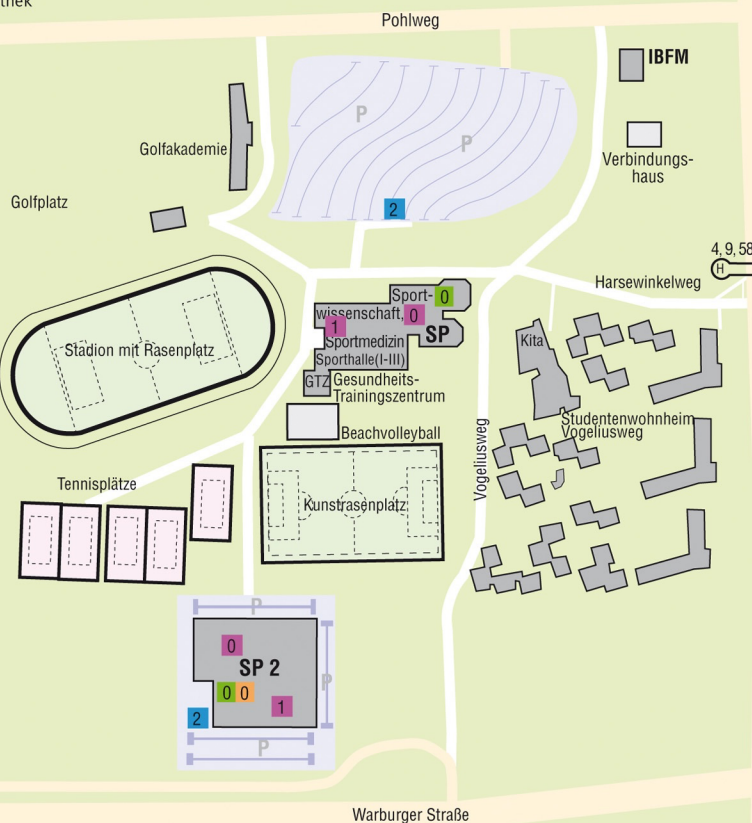 thek
Pohlweg
IBFM
P
P
Golfakademie
Verbindungs-
haus
Golfplatz
2
4, 9, 58
H
Harsewinkelweg
Sport- 0
wissenschaft, 0
1
SP
Sportmedizin
Sporthalle(I-III)
Kita
Stadion mit Rasenplatz
GTZ Gesundheits-
Trainingszentrum
Studentenwohnheim
Vogeliusweg
Beachvolleyball
Vogeliusweg
Tennisplätze
Kunstrasenplatz
P
0
SP 2
P
0 0
1
2
P
Warburger Straße